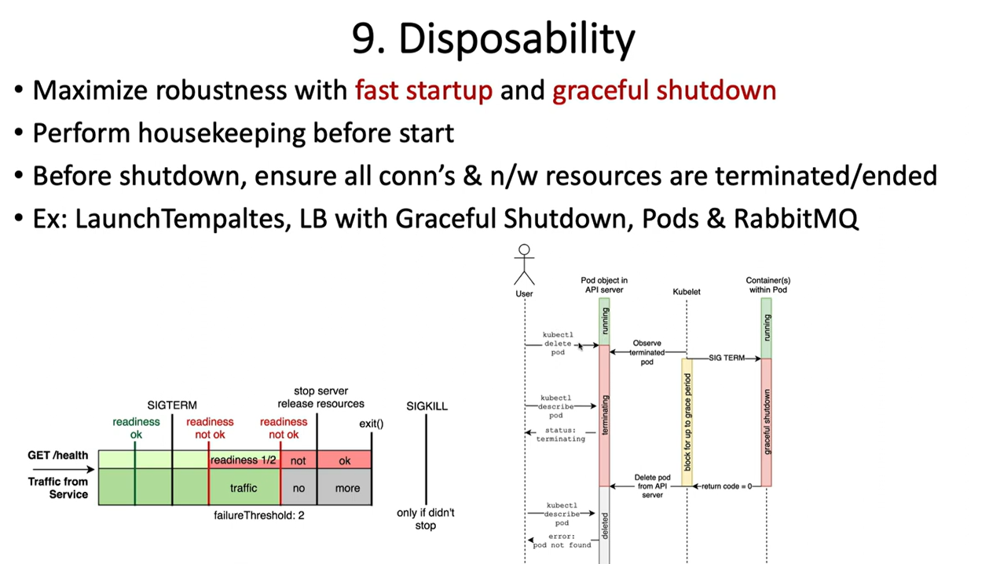 9. Disposability
• Maximize robustness with fast startup and graceful shutdown
• Perform housekeeping before start
• Before shutdown, ensure all conn's & n/w resources are terminated/ended
• Ex: LaunchTempaltes, LB with Graceful Shutdown, Pods & RabbitMQ
stop server
release resources
SIGTERM
SIGKILL
readiness
ok
readiness
not ok
readiness
not ok
exit()
GET /health
readiness 1/2
not
ok
Traffic from
Service
traffic
no
more
failureThreshold: 2
only if didn't
stop
User
Pod object in
API server
Kubelet
Container(s)
within Pod
running
running
kubectl
delete
pod
Observe
terminated
pod
SIG TERM
kubectl
describe
pod
status:
terminating
terminating
block for up to grace period
graceful shutdown
Delete pod
from API
server
return code = 0
kubectl
describe
pod
error:
pod not found
deleted